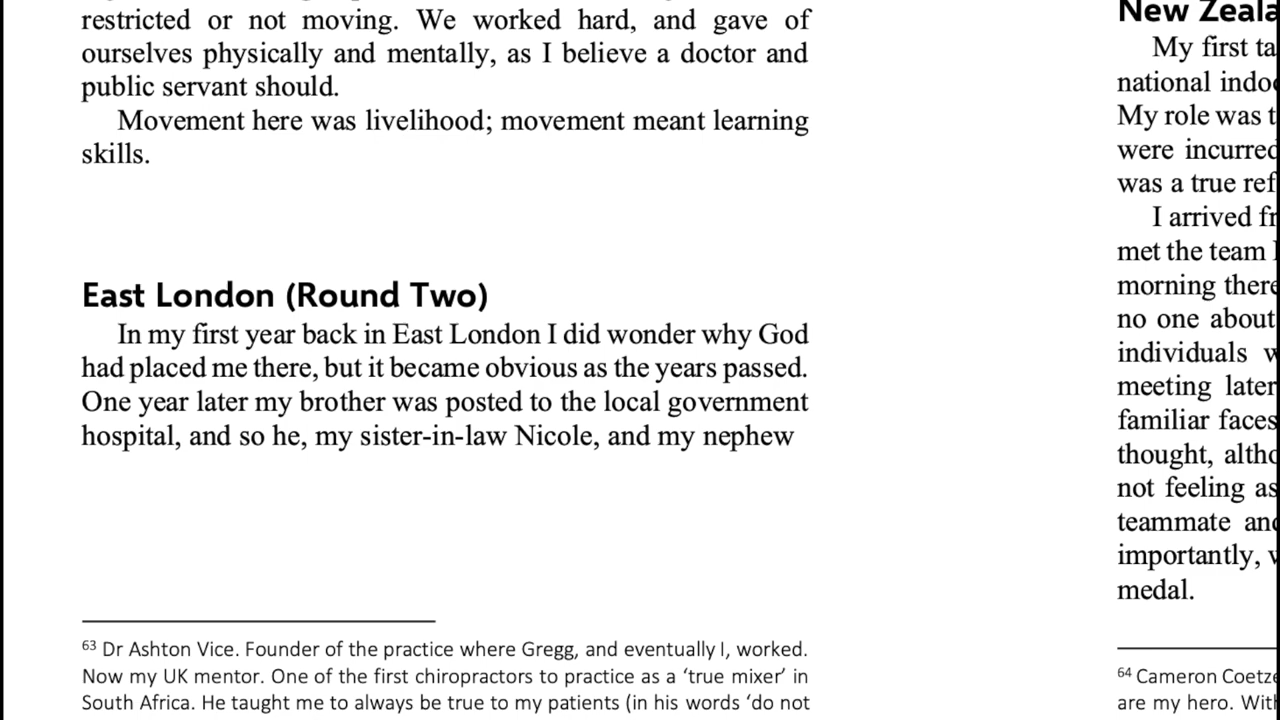 restricted or not moving. We worked hard, and gave of
ourselves physically and mentally, as I believe a doctor and
public servant should.
Movement here was livelihood; movement meant learning
skills.
East London (Round Two)
In my first year back in East London I did wonder why God
had placed me there, but it became obvious as the years passed.
One year later my brother was posted to the local government
hospital, and so he, my sister-in-law Nicole, and my nephew
63 Dr Ashton Vice. Founder of the practice where Gregg, and eventually I, worked.
Now my UK mentor. One of the first chiropractors to practice as a ‘true mixer’ in
South Africa. He taught me to always be true to my patients (in his words ‘do not
New Zeala
My first ta
national indo
My role was t
were incurred
was a true ref
I arrived fr
met the team
morning there
no one about
individuals w
meeting later
familiar faces
thought, altho
not feeling as
teammate and
importantly, v
medal.
64 Cameron Coetze
are my hero. With